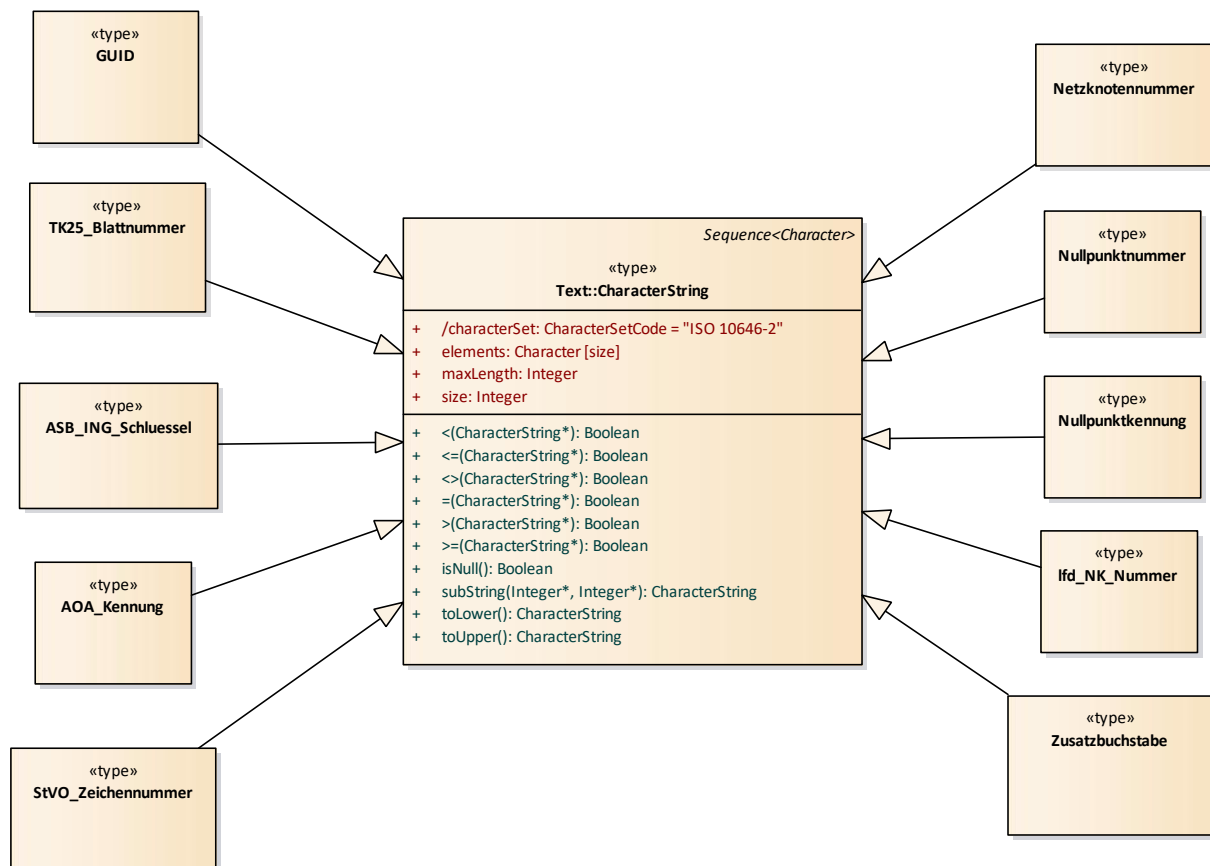 «type»
GUID
«type»
TK25_Blattnummer
«type»
ASB_ING_Schluessel
«type»
AOA_Kennung
«type»
StVO_Zeichennummer
Sequence<Character>
«type»
Text::CharacterString
+ /characterSet: CharacterSetCode = "ISO 10646-2"
+ elements: Character [size]
+ maxLength: Integer
+ size: Integer
+ <(CharacterString*): Boolean
+ <=(CharacterString*): Boolean
+ <>(CharacterString*): Boolean
+ =(CharacterString*): Boolean
+ >(CharacterString*): Boolean
+ >=(CharacterString*): Boolean
+ isNull(): Boolean
+ subString(Integer*, Integer*): CharacterString
+ toLower(): CharacterString
+ toUpper(): CharacterString
«type»
Netzknotennummer
«type»
Nullpunktnummer
«type»
Nullpunktkennung
«type»
lfd_NK_Nummer
«type»
Zusatzbuchstabe